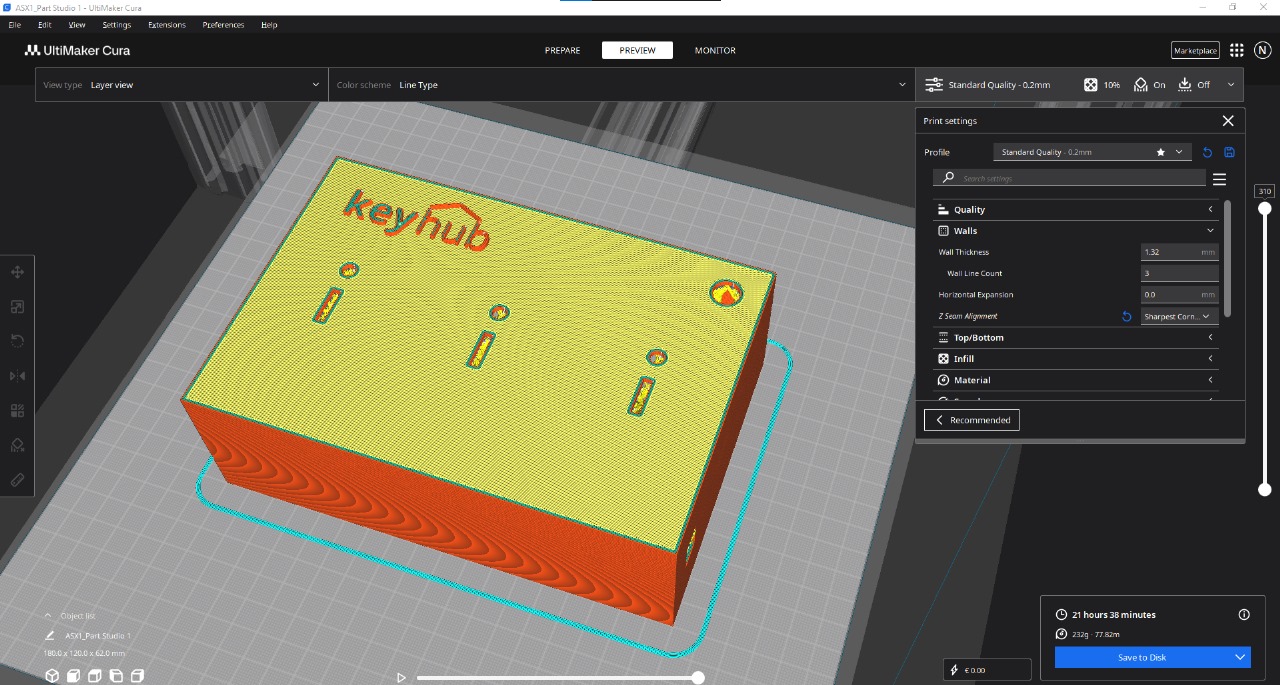 ASX1_Part Studio 1 - UltiMaker Cura
File Edit View Settings Extensions Preferences Help
UltiMaker Cura
PREPARE PREVIEW MONITOR
Marketplace N
View type Layer view
Color scheme Line Type
Standard Quality - 0.2mm 10% On Off
Print settings
Profile Standard Quality - 0.2mm
Search settings
Quality
Walls
Wall Thickness 1.32 mm
Wall Line Count 3
Horizontal Expansion 0.0 mm
Z Seam Alignment Sharpest Corn...
Top/Bottom
Infill
Material
Recommended
310
keyhub
Object list
ASX1_Part Studio 1
180.0 x 120.0 x 62.0 mm
€ 0.00
21 hours 38 minutes
232g · 77.82m
Save to Disk